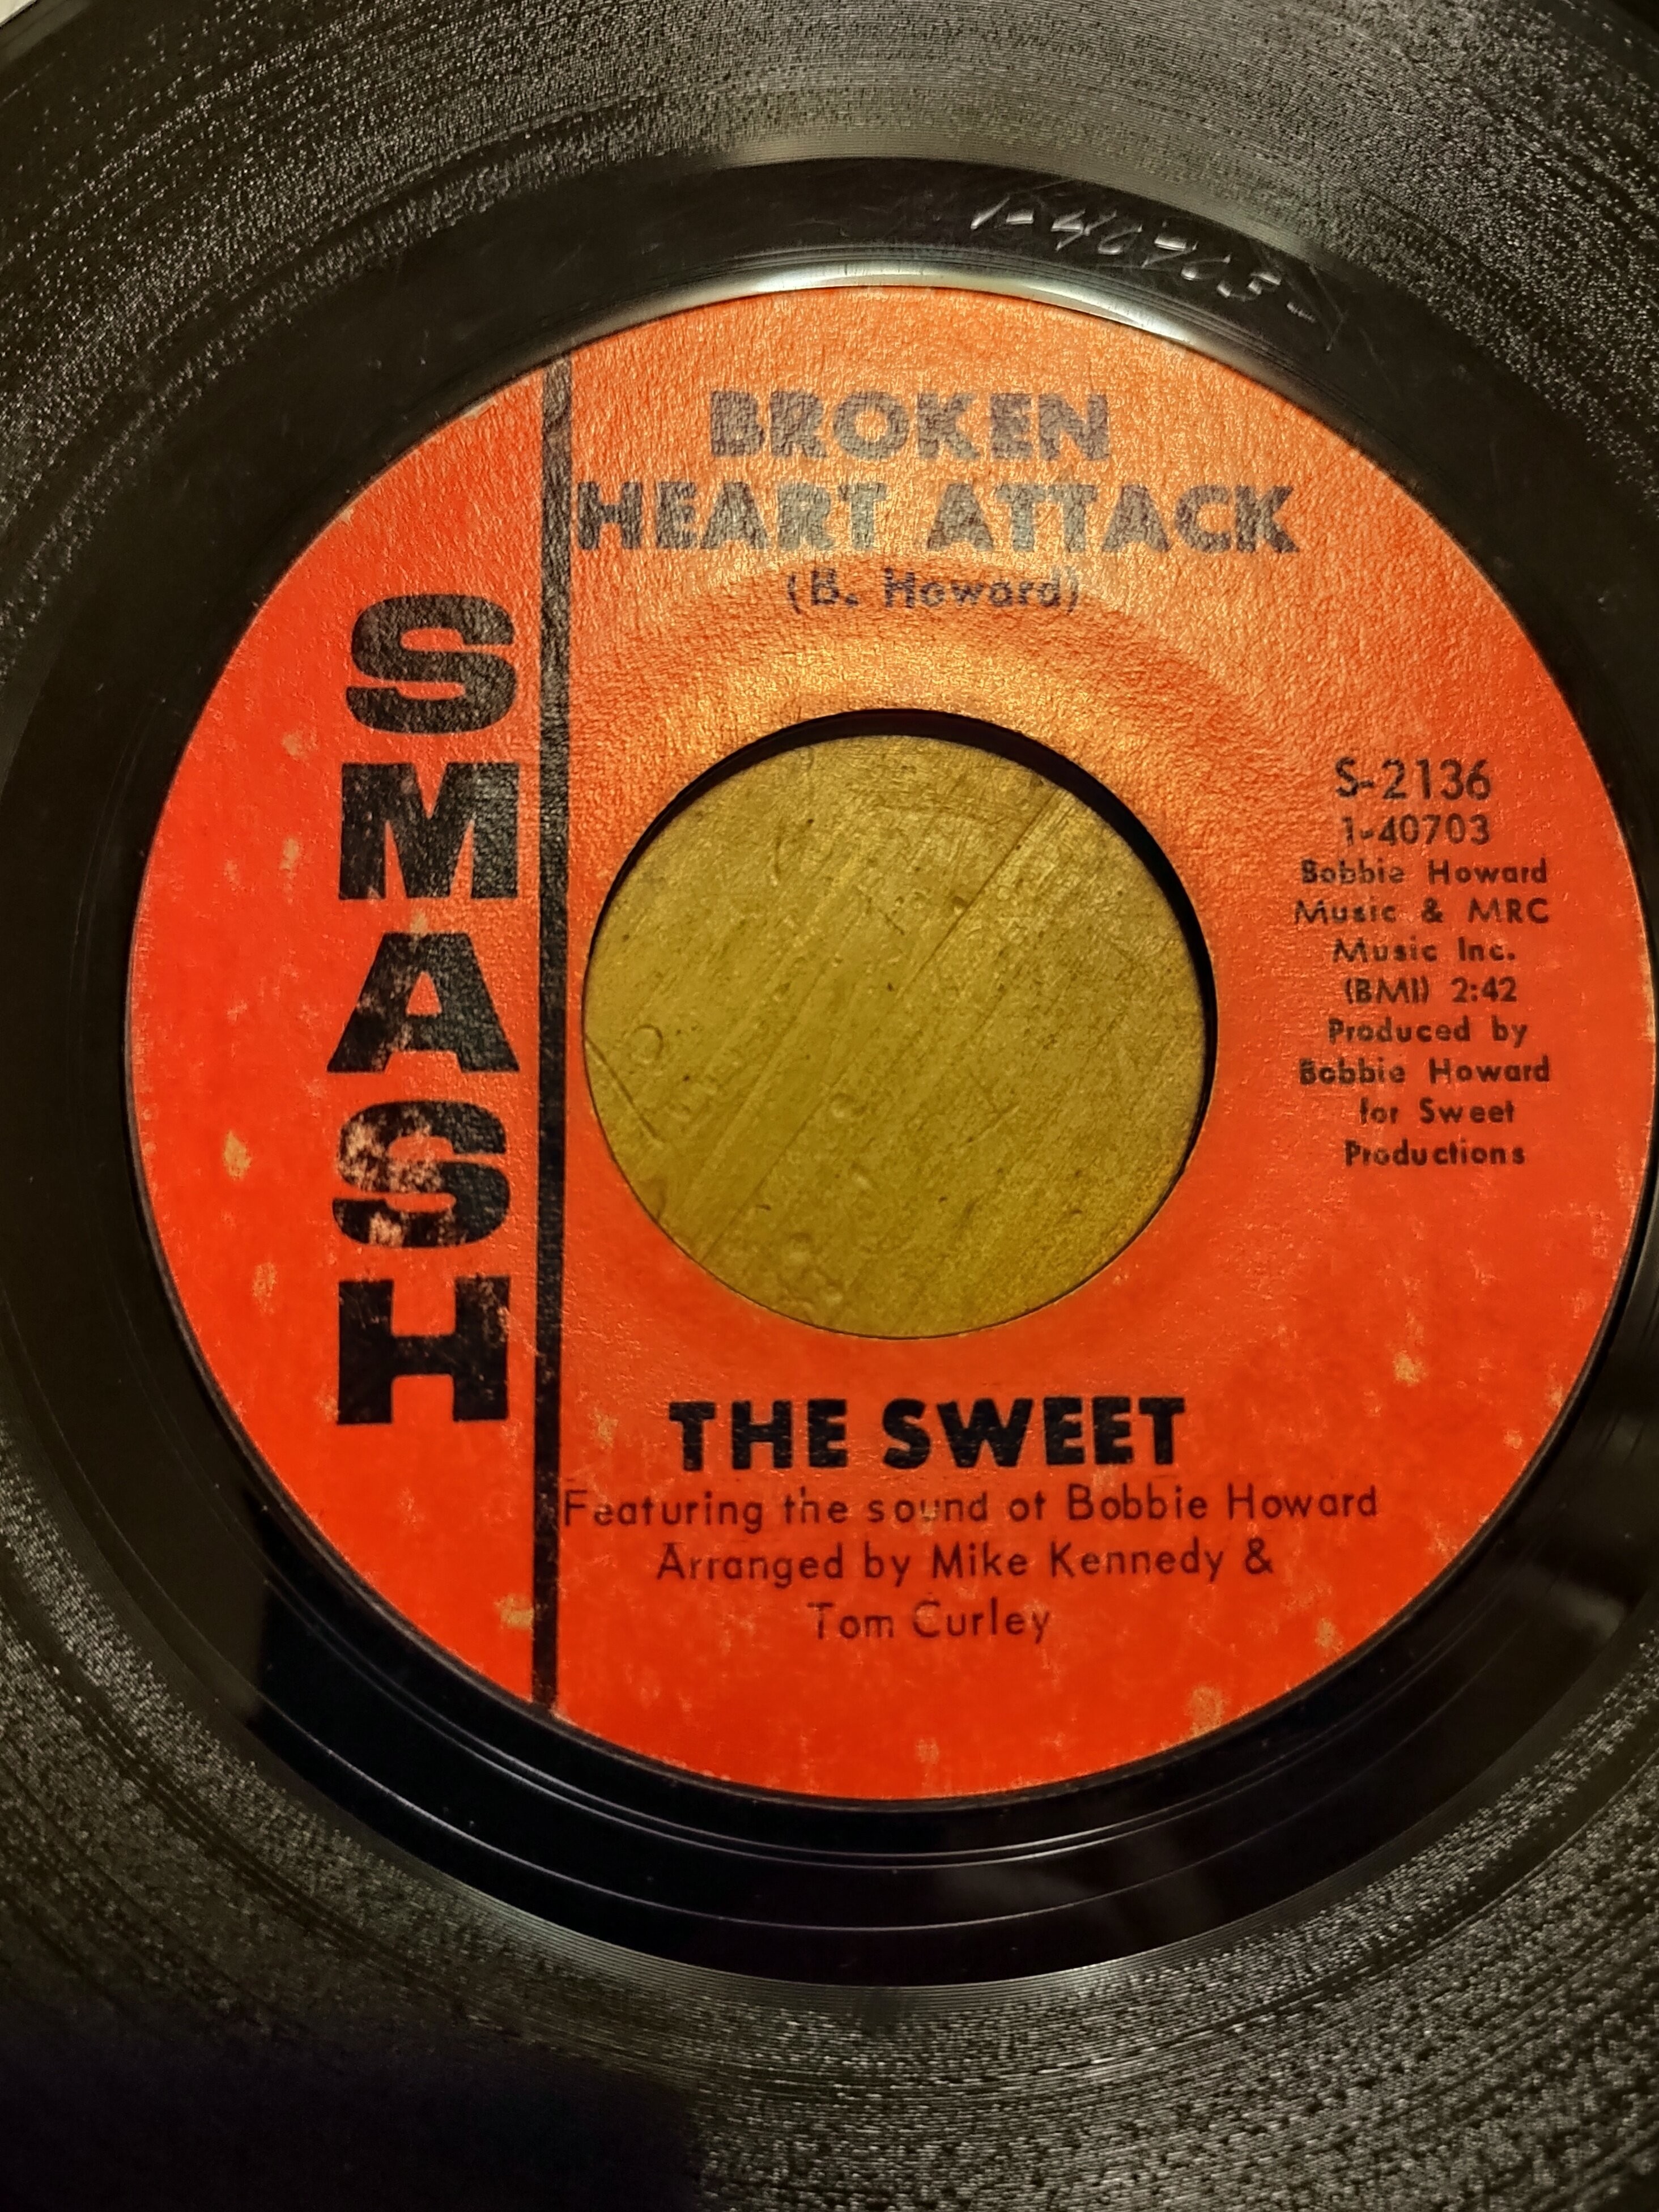 1-40703-
BROKEN
HEART ATTACK
(B. Howard)
SMASH
S-2136
1-40703
Bobbie Howard
Music & MRC
Music Inc.
(BMI) 2:42
Produced by
Bobbie Howard
for Sweet
Productions
THE SWEET
Featuring the sound of Bobbie Howard
Arranged by Mike Kennedy &
Tom Curley